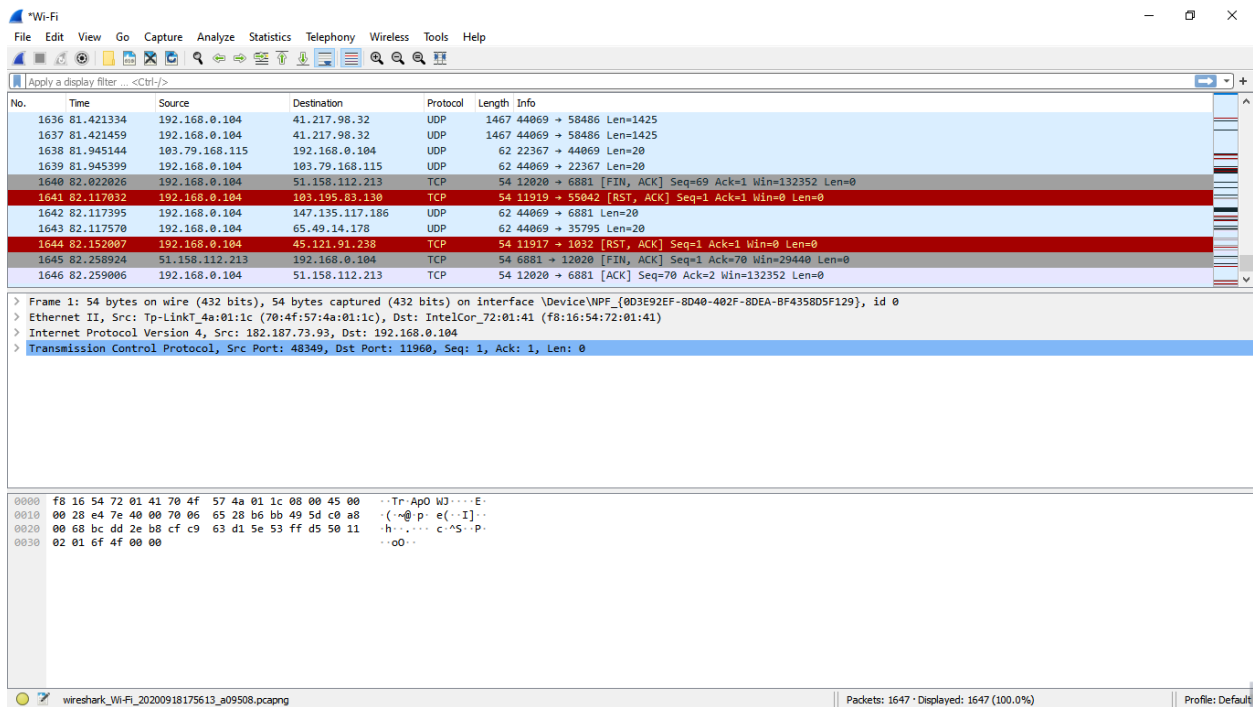 *Wi-Fi
File Edit View Go Capture Analyze Statistics Telephony Wireless Tools Help
Apply a display filter ... <Ctrl-/>
No. Time Source Destination Protocol Length Info
1636 81.421334 192.168.0.104 41.217.98.32 UDP 1467 44069 → 58486 Len=1425
1637 81.421459 192.168.0.104 41.217.98.32 UDP 1467 44069 → 58486 Len=1425
1638 81.945144 103.79.168.115 192.168.0.104 UDP 62 22367 → 44069 Len=20
1639 81.945399 192.168.0.104 103.79.168.115 UDP 62 44069 → 22367 Len=20
1640 82.022026 192.168.0.104 51.158.112.213 TCP 54 12020 → 6881 [FIN, ACK] Seq=69 Ack=1 Win=132352 Len=0
1641 82.117032 192.168.0.104 103.195.83.130 TCP 54 11919 → 55042 [RST, ACK] Seq=1 Ack=1 Win=0 Len=0
1642 82.117395 192.168.0.104 147.135.117.186 UDP 62 44069 → 6881 Len=20
1643 82.117570 192.168.0.104 65.49.14.178 UDP 62 44069 → 35795 Len=20
1644 82.152007 192.168.0.104 45.121.91.238 TCP 54 11917 → 1032 [RST, ACK] Seq=1 Ack=1 Win=0 Len=0
1645 82.258924 51.158.112.213 192.168.0.104 TCP 54 6881 → 12020 [FIN, ACK] Seq=1 Ack=70 Win=29440 Len=0
1646 82.259006 192.168.0.104 51.158.112.213 TCP 54 12020 → 6881 [ACK] Seq=70 Ack=2 Win=132352 Len=0
> Frame 1: 54 bytes on wire (432 bits), 54 bytes captured (432 bits) on interface \Device\NPF_{0D3E92EF-8D40-402F-8DEA-BF4358D5F129}, id 0
> Ethernet II, Src: Tp-LinkT_4a:01:1c (70:4f:57:4a:01:1c), Dst: IntelCor_72:01:41 (f8:16:54:72:01:41)
> Internet Protocol Version 4, Src: 182.187.73.93, Dst: 192.168.0.104
> Transmission Control Protocol, Src Port: 48349, Dst Port: 11960, Seq: 1, Ack: 1, Len: 0
0000 f8 16 54 72 01 41 70 4f 57 4a 01 1c 08 00 45 00 ··Tr·ApO WJ····E·
0010 00 28 e4 7e 40 00 70 06 65 28 b6 bb 49 5d c0 a8 ·(·~@·p· e(··I]··
0020 00 68 bc dd 2e b8 cf c9 63 d1 5e 53 ff d5 50 11 ·h··.··· c·^S··P·
0030 02 01 6f 4f 00 00 ··oO··
wireshark_Wi-Fi_20200918175613_a09508.pcapng Packets: 1647 · Displayed: 1647 (100.0%) Profile: Default